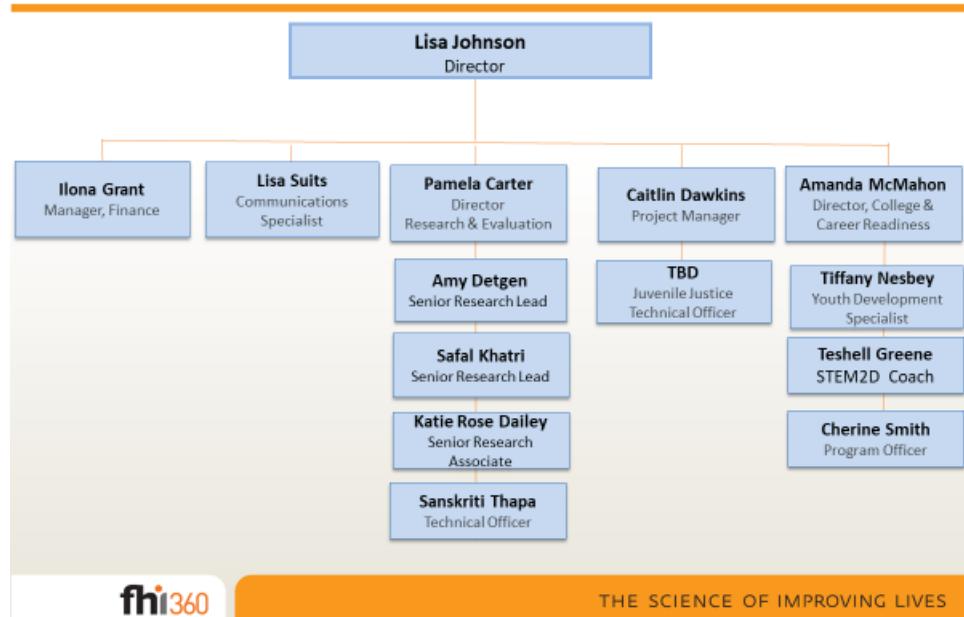 Lisa Johnson
Director
Ilona Grant
Manager, Finance
Lisa Suits
Communications
Specialist
Pamela Carter
Director
Research & Evaluation
Caitlin Dawkins
Project Manager
Amanda McMahon
Director, College &
Career Readiness
Amy Detgen
Senior Research Lead
Safal Khatri
Senior Research Lead
Katie Rose Dailey
Senior Research
Associate
Sanskriti Thapa
Technical Officer
TBD
Juvenile Justice
Technical Officer
Tiffany Nesbey
Youth Development
Specialist
Teshell Greene
STEM2D Coach
Cherine Smith
Program Officer
fhi360
THE SCIENCE OF IMPROVING LIVES